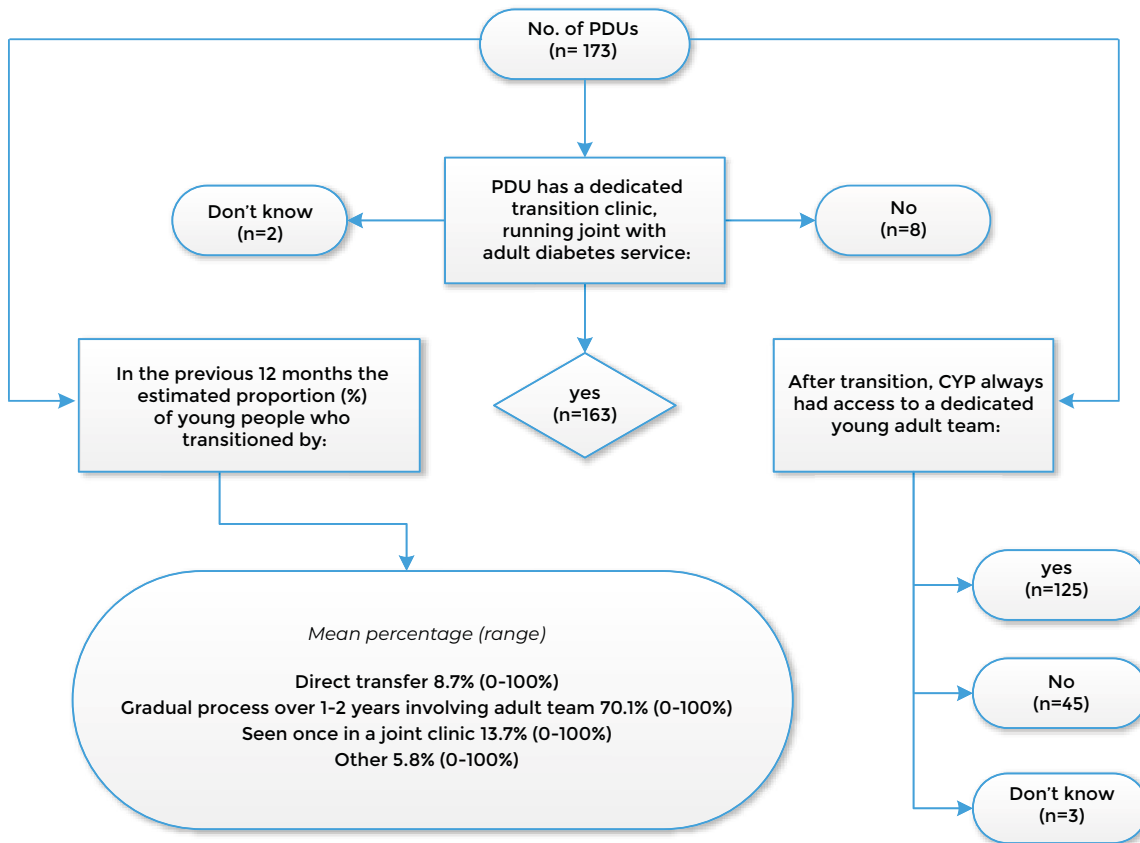 No. of PDUs
(n= 173)
PDU has a dedicated
transition clinic,
running joint with
adult diabetes service:
Don't know
(n=2)
No
(n=8)
yes
(n=163)
In the previous 12 months the
estimated proportion (%)
of young people who
transitioned by:
After transition, CYP always
had access to a dedicated
young adult team:
Mean percentage (range)
Direct transfer 8.7% (0-100%)
Gradual process over 1-2 years involving adult team 70.1% (0-100%)
Seen once in a joint clinic 13.7% (0-100%)
Other 5.8% (0-100%)
yes
(n=125)
No
(n=45)
Don't know
(n=3)